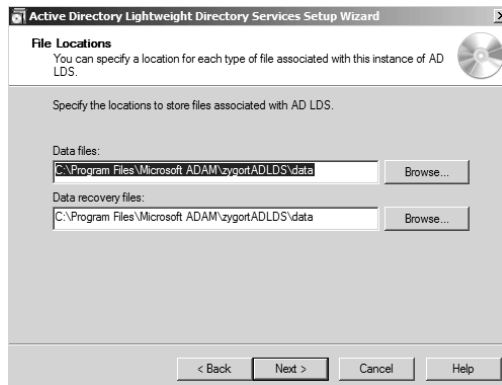 Active Directory Lightweight Directory Services Setup Wizard
File Locations
You can specify a location for each type of file associated with this instance of AD
LDS.
Specify the locations to store files associated with AD LDS.
Data files:
C:\Program Files\Microsoft ADAM\zygortADLDS\data
Browse...
Data recovery files:
C:\Program Files\Microsoft ADAM\zygortADLDS\data
Browse...
< Back Next > Cancel Help